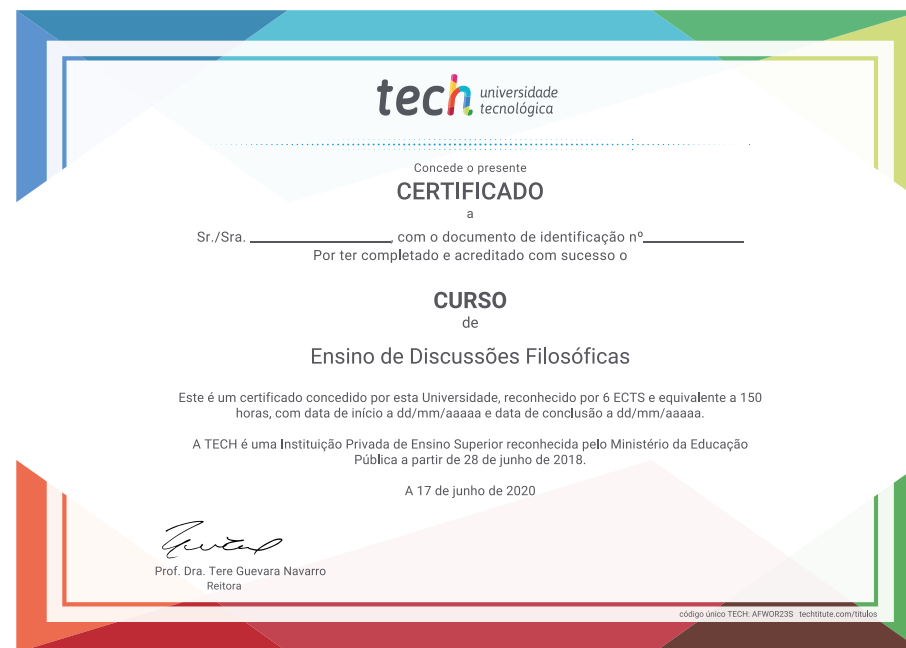 tech universidade
tecnológica
Concede o presente
CERTIFICADO
a
Sr./Sra. ____________________, com o documento de identificação nº______________
Por ter completado e acreditado com sucesso o
CURSO
de
Ensino de Discussões Filosóficas
Este é um certificado concedido por esta Universidade, reconhecido por 6 ECTS e equivalente a 150
horas, com data de início a dd/mm/aaaaa e data de conclusão a dd/mm/aaaaa.
A TECH é uma Instituição Privada de Ensino Superior reconhecida pelo Ministério da Educação
Pública a partir de 28 de junho de 2018.
A 17 de junho de 2020
Prof. Dra. Tere Guevara Navarro
Reitora
código único TECH: AFWOR23S techtitute.com/titulos